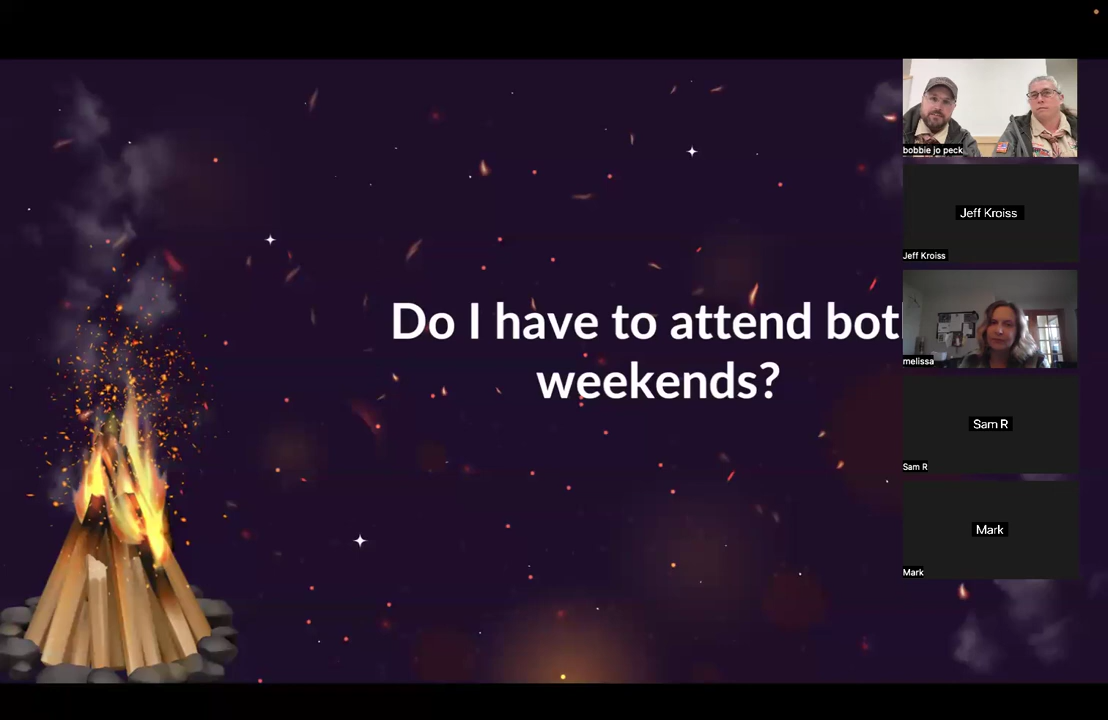 Do I have to attend bot
weekends?
bobbie jo peck
Jeff Kroiss
Jeff Kroiss
melissa
Sam R
Sam R
Mark
Mark